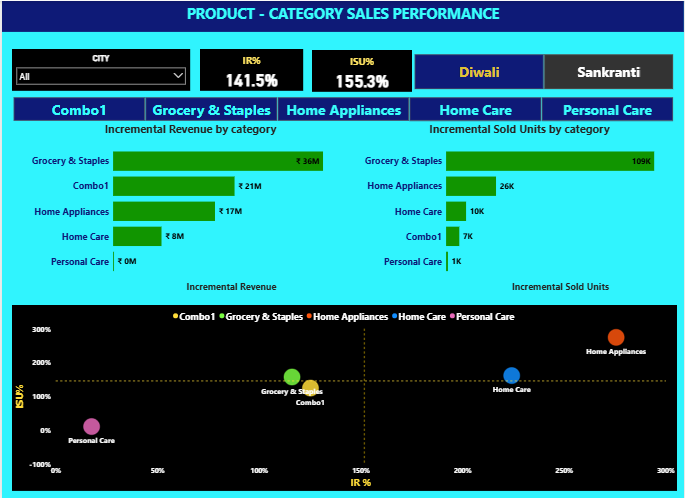 PRODUCT - CATEGORY SALES PERFORMANCE
CITY
All
IR%
141.5%
ISU%
155.3%
Diwali
Sankranti
Combo1
Grocery & Staples
Home Appliances
Home Care
Personal Care
Incremental Revenue by category
Grocery & Staples ₹ 36M
Combo1 ₹ 21M
Home Appliances ₹ 17M
Home Care ₹ 8M
Personal Care ₹ 0M
Incremental Revenue
Incremental Sold Units by category
Grocery & Staples 109K
Home Appliances 26K
Home Care 10K
Combo1 7K
Personal Care 1K
Incremental Sold Units
Combo1 Grocery & Staples Home Appliances Home Care Personal Care
ISU%
300%
200%
100%
0%
-100%
Home Appliances
Grocery & Staples
Combo1
Home Care
Personal Care
0% 50% 100% 150% 200% 250% 300%
IR %